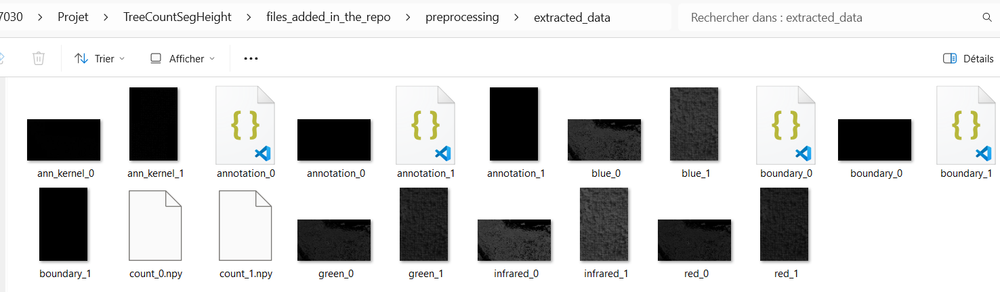 7030 > Projet > TreeCountSegHeight > files_added_in_the_repo > preprocessing > extracted_data
Rechercher dans : extracted_data
Trier
Afficher
Détails
ann_kernel_0
ann_kernel_1
annotation_0
annotation_0
annotation_1
annotation_1
blue_0
blue_1
boundary_0
boundary_0
boundary_1
boundary_1
count_0.npy
count_1.npy
green_0
green_1
infrared_0
infrared_1
red_0
red_1